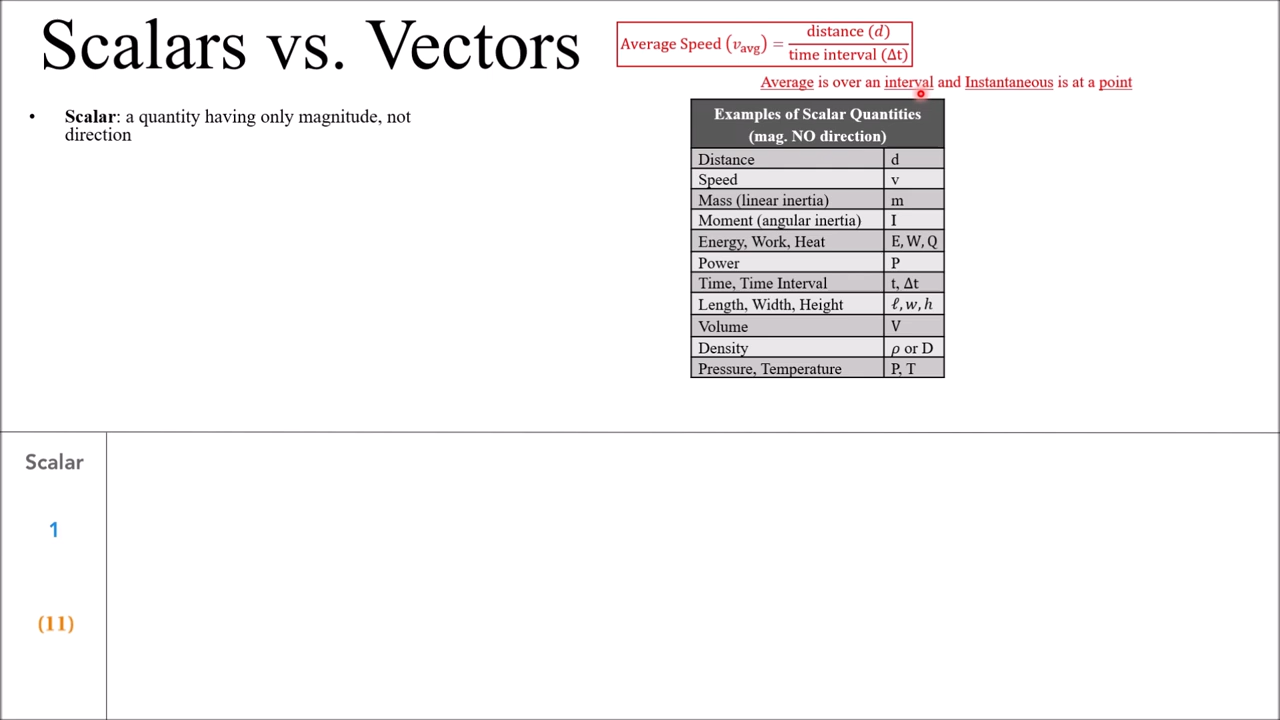 Scalars vs. Vectors
Average Speed (v_avg) = distance (d) / time interval (Δt)
Average is over an interval and Instantaneous is at a point
• Scalar: a quantity having only magnitude, not
direction
Examples of Scalar Quantities
(mag. NO direction)
Distance d
Speed v
Mass (linear inertia) m
Moment (angular inertia) I
Energy, Work, Heat E, W, Q
Power P
Time, Time Interval t, Δt
Length, Width, Height ℓ, w, h
Volume V
Density ρ or D
Pressure, Temperature P, T
Scalar
1
(11)